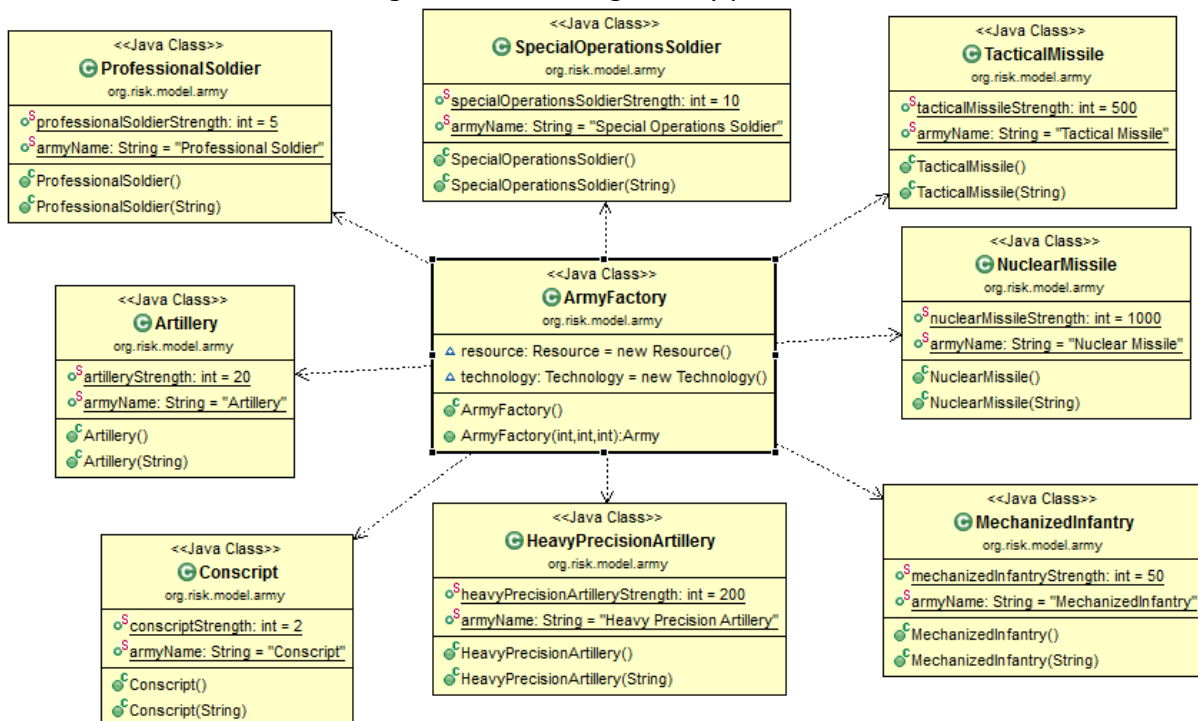 <<Java Class>>
ProfessionalSoldier
org.risk.model.army
professionalSoldierStrength: int = 5
armyName: String = "Professional Soldier"
ProfessionalSoldier()
ProfessionalSoldier(String)
<<Java Class>>
SpecialOperationsSoldier
org.risk.model.army
specialOperationsSoldierStrength: int = 10
armyName: String = "Special Operations Soldier"
SpecialOperationsSoldier()
SpecialOperationsSoldier(String)
<<Java Class>>
TacticalMissile
org.risk.model.army
tacticalMissileStrength: int = 500
armyName: String = "Tactical Missile"
TacticalMissile()
TacticalMissile(String)
<<Java Class>>
Artillery
org.risk.model.army
artilleryStrength: int = 20
armyName: String = "Artillery"
Artillery()
Artillery(String)
<<Java Class>>
ArmyFactory
org.risk.model.army
resource: Resource = new Resource()
technology: Technology = new Technology()
ArmyFactory()
ArmyFactory(int,int,int):Army
<<Java Class>>
NuclearMissile
org.risk.model.army
nuclearMissileStrength: int = 1000
armyName: String = "Nuclear Missile"
NuclearMissile()
NuclearMissile(String)
<<Java Class>>
Conscript
org.risk.model.army
conscriptStrength: int = 2
armyName: String = "Conscript"
Conscript()
Conscript(String)
<<Java Class>>
HeavyPrecisionArtillery
org.risk.model.army
heavyPrecisionArtilleryStrength: int = 200
armyName: String = "Heavy Precision Artillery"
HeavyPrecisionArtillery()
HeavyPrecisionArtillery(String)
<<Java Class>>
MechanizedInfantry
org.risk.model.army
mechanizedInfantryStrength: int = 50
armyName: String = "MechanizedInfantry"
MechanizedInfantry()
MechanizedInfantry(String)